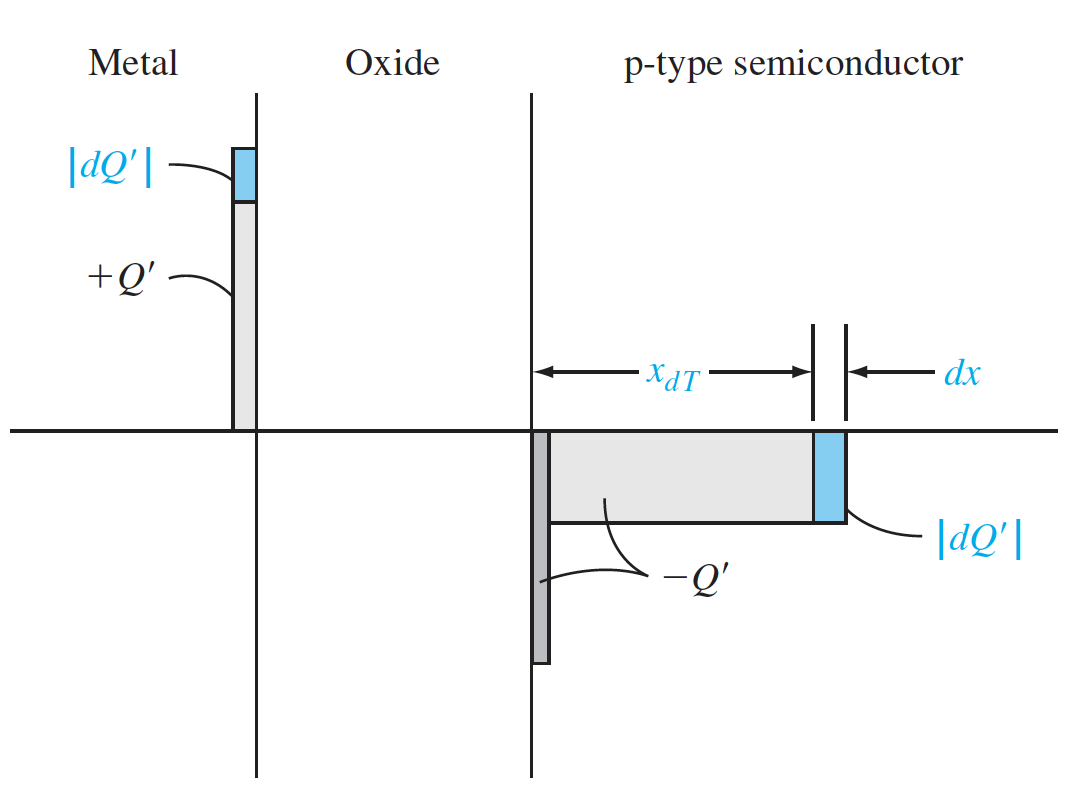 Metal
Oxide
p-type semiconductor
|dQ′|
+Q′
x_dT
dx
|dQ′|
−Q′